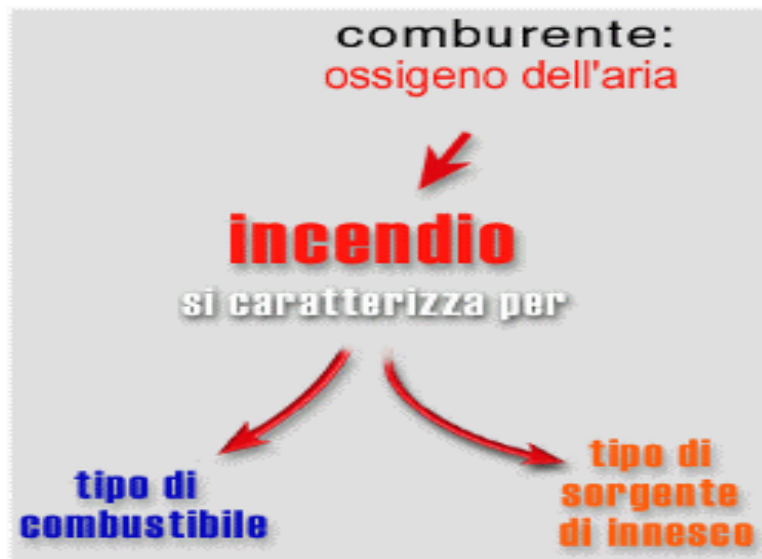 comburente:
ossigeno dell'aria
incendio
si caratterizza per
tipo di
combustibile
tipo di
sorgente
di innesco